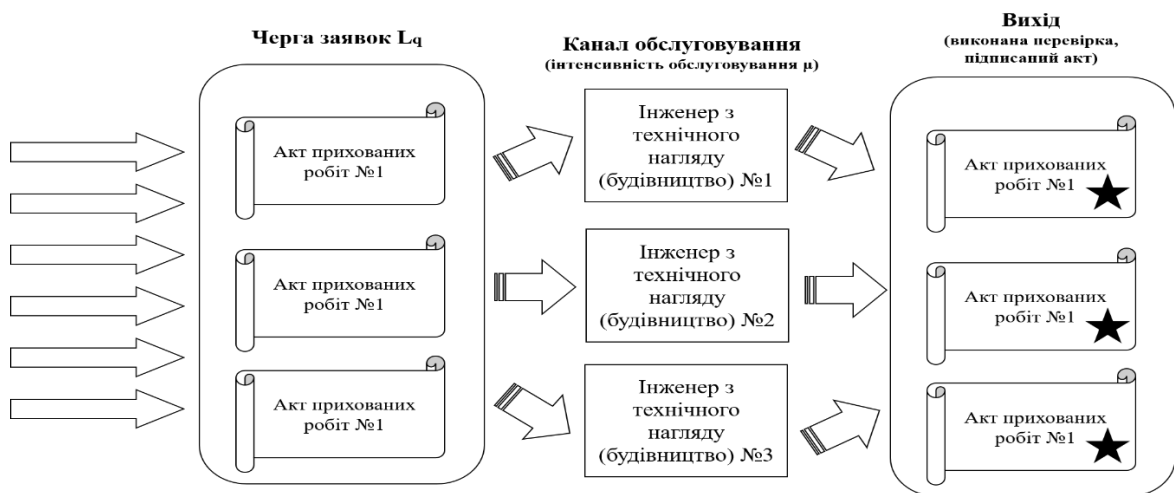 Черга заявок Lq
Акт прихованих
робіт №1
Акт прихованих
робіт №1
Акт прихованих
робіт №1
Канал обслуговування
(інтенсивність обслуговування μ)
Інженер з
технічного
нагляду
(будівництво) №1
Інженер з
технічного
нагляду
(будівництво) №2
Інженер з
технічного
нагляду
(будівництво) №3
Вихід
(виконана перевірка,
підписаний акт)
Акт прихованих
робіт №1
Акт прихованих
робіт №1
Акт прихованих
робіт №1